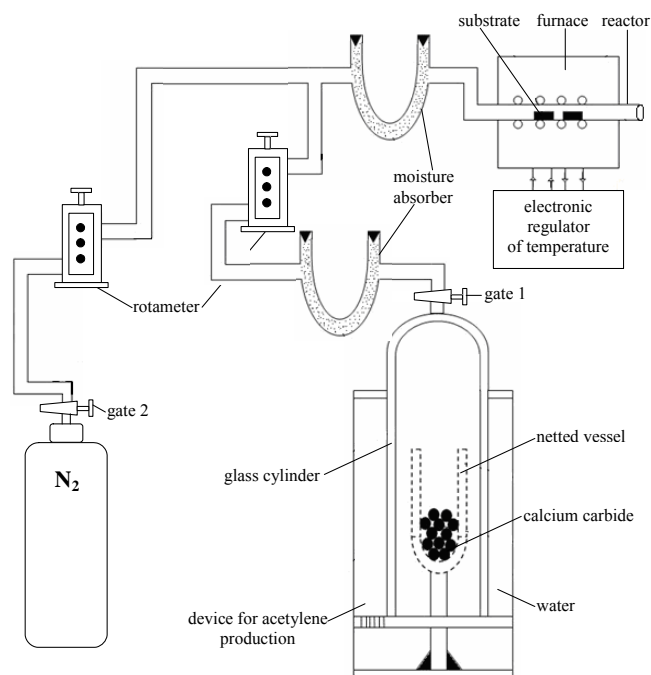 substrate
furnace
reactor
moisture
absorber
electronic
regulator
of temperature
rotameter
gate 1
gate 2
N2
netted vessel
glass cylinder
calcium carbide
device for acetylene
production
water